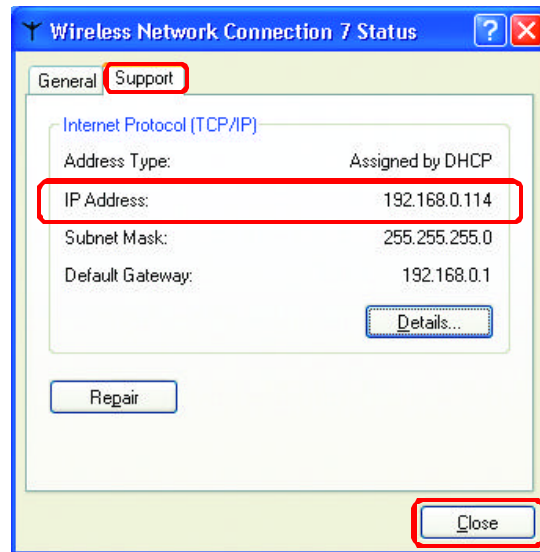 Wireless Network Connection 7 Status
General Support
Internet Protocol (TCP/IP)
Address Type: Assigned by DHCP
IP Address: 192.168.0.114
Subnet Mask: 255.255.255.0
Default Gateway: 192.168.0.1
Details...
Repair
Close